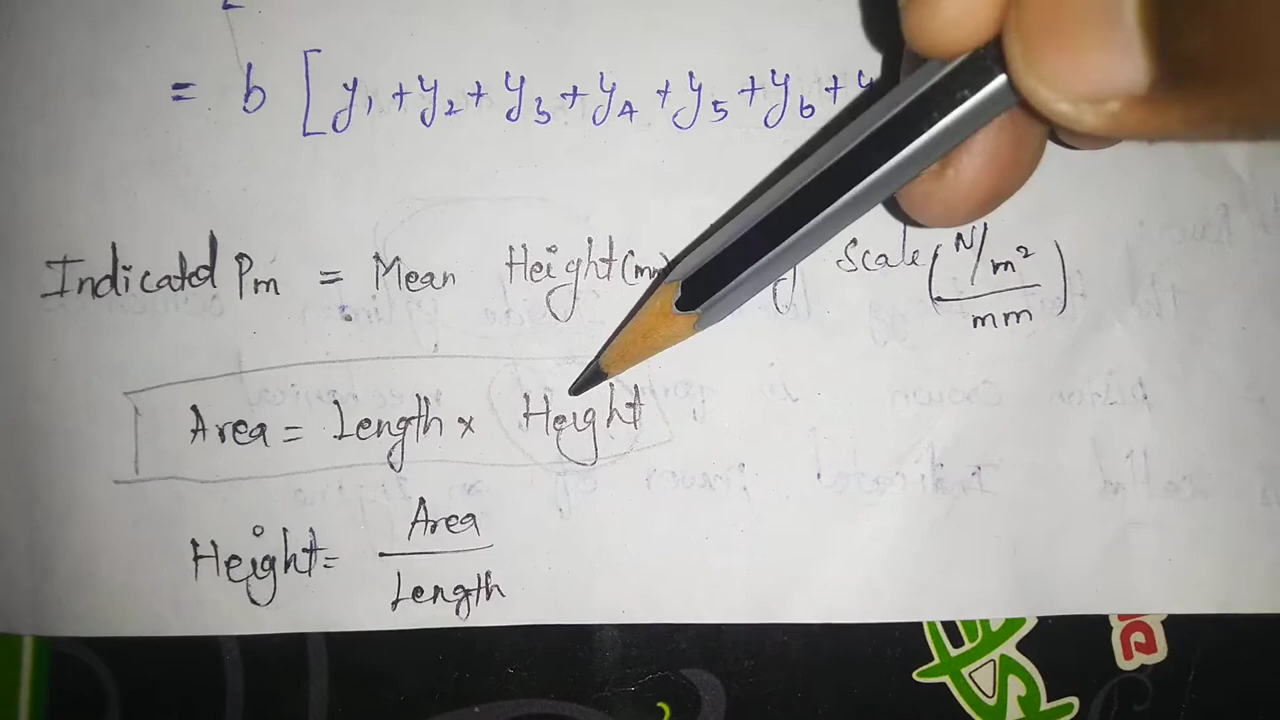 = b [y₁ + y₂ + y₃ + y₄ + y₅ + y₆ +
Indicatd Pm = Mean Height (mm) Scale (N/m² / mm)
Area = Length × Height
Height = Area / Length